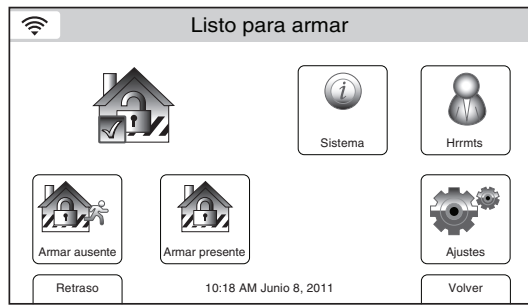 Listo para armar
Sistema
Hrrmts
Armar ausente
Armar presente
Ajustes
Retraso
10:18 AM Junio 8, 2011
Volver